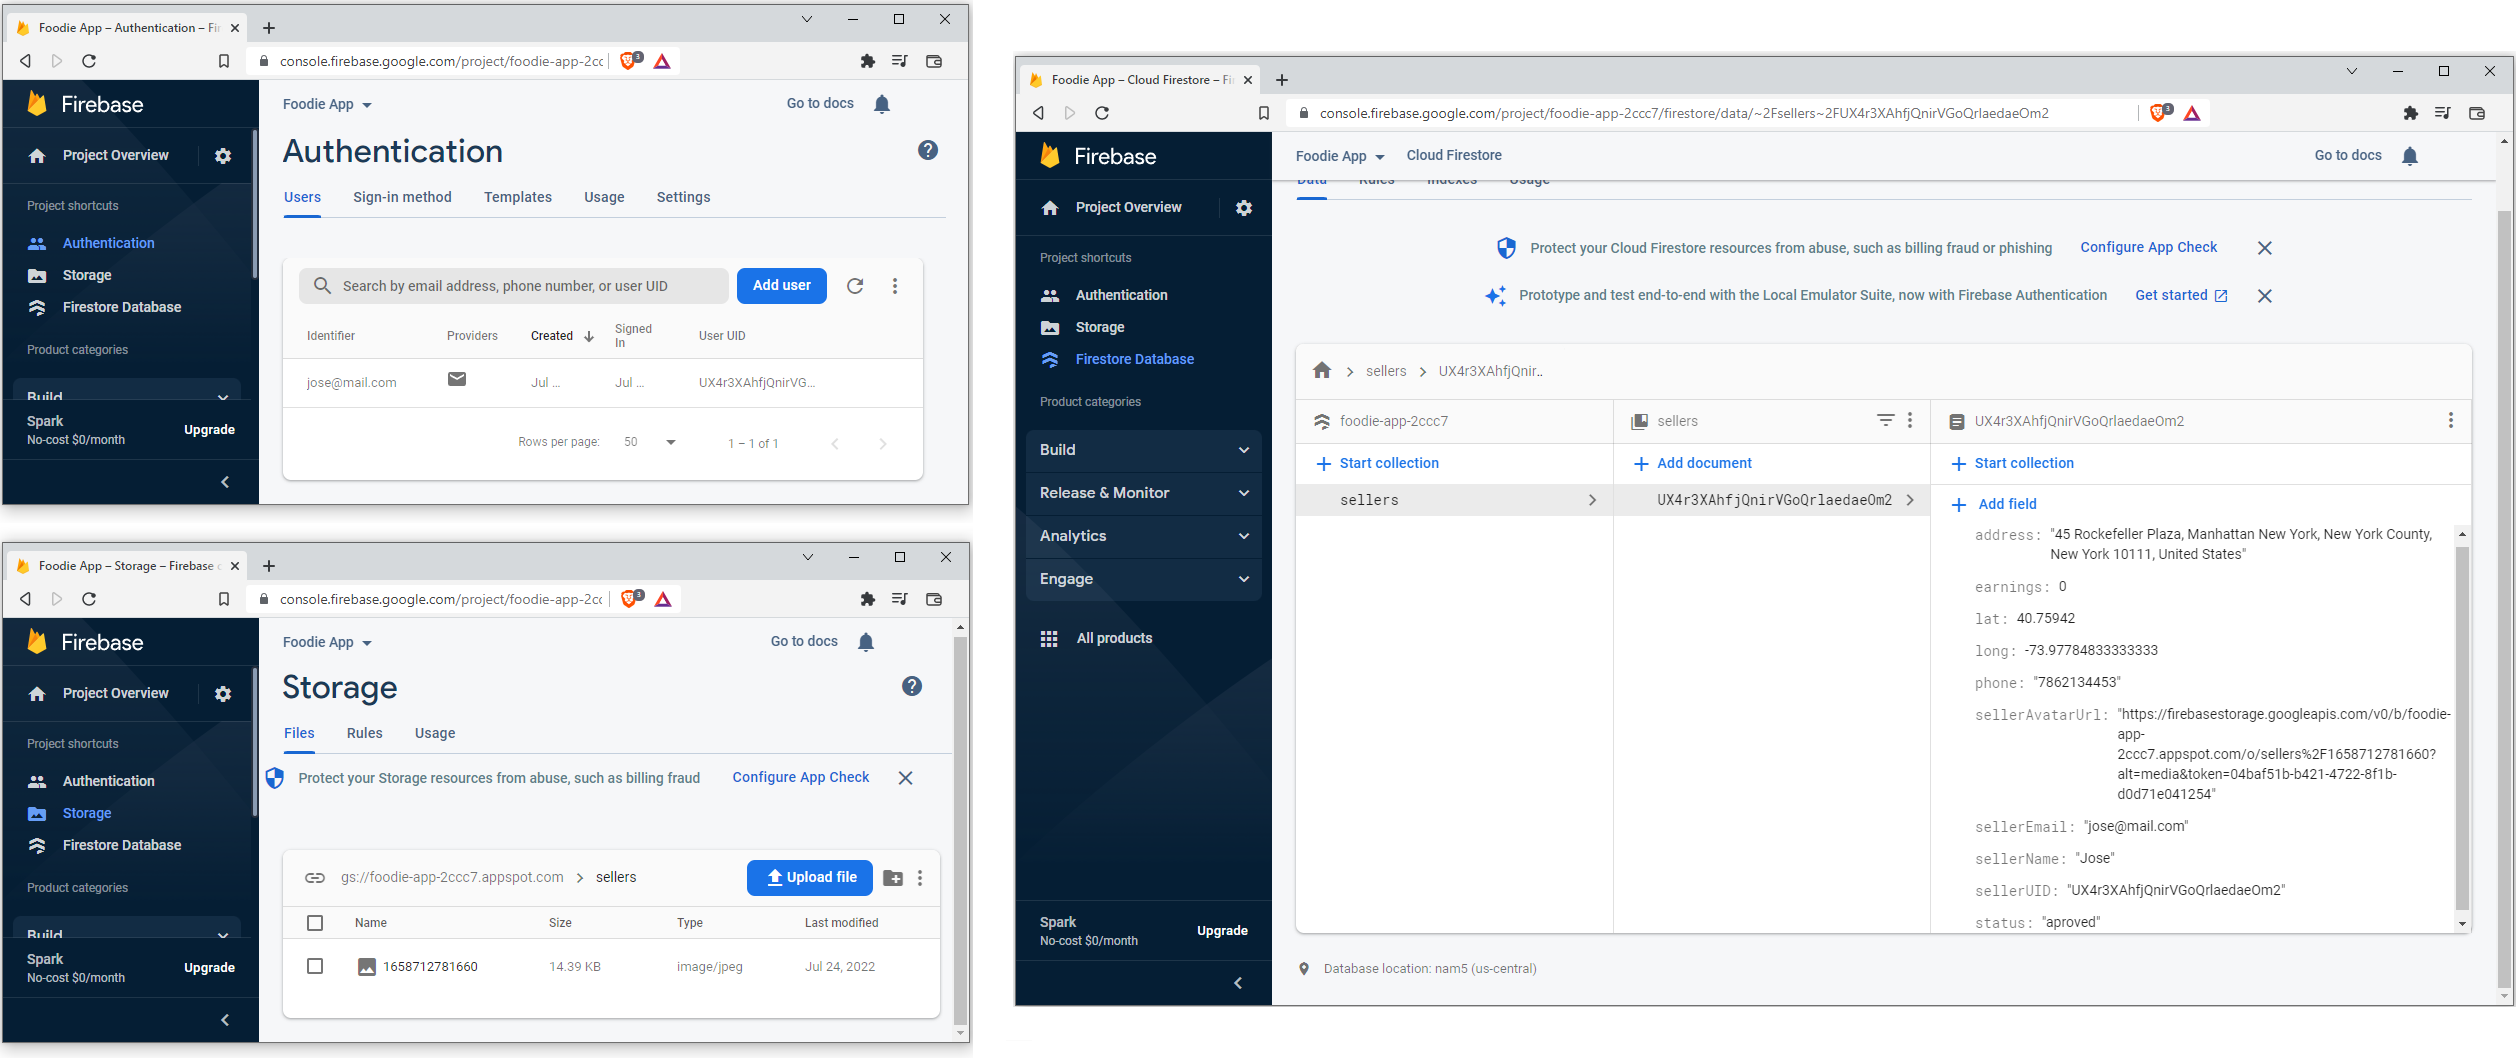 Foodie App – Authentication – Fir
console.firebase.google.com/project/foodie-app-2cc
3
Firebase
Project Overview
Project shortcuts
Authentication
Storage
Firestore Database
Product categories
Build
Spark
No-cost $0/month
Upgrade
Foodie App
Go to docs
Authentication
Users
Sign-in method
Templates
Usage
Settings
Search by email address, phone number, or user UID
Add user
Identifier
Providers
Created
Signed
In
User UID
jose@mail.com
Jul ...
Jul ...
UX4r3XAhfjQnirVG...
Rows per page:
50
1 – 1 of 1
Foodie App – Storage – Firebase c
console.firebase.google.com/project/foodie-app-2cc
3
Firebase
Project Overview
Project shortcuts
Authentication
Storage
Firestore Database
Product categories
Build
Spark
No-cost $0/month
Upgrade
Foodie App
Go to docs
Storage
Files
Rules
Usage
Protect your Storage resources from abuse, such as billing fraud
Configure App Check
gs://foodie-app-2ccc7.appspot.com
sellers
Upload file
Name
Size
Type
Last modified
1658712781660
14.39 KB
image/jpeg
Jul 24, 2022
Foodie App – Cloud Firestore – Fi
console.firebase.google.com/project/foodie-app-2ccc7/firestore/data/~2Fsellers~2FUX4r3XAhfjQnirVGoQrlaedaeOm2
3
Firebase
Project Overview
Project shortcuts
Authentication
Storage
Firestore Database
Product categories
Build
Release & Monitor
Analytics
Engage
All products
Spark
No-cost $0/month
Upgrade
Foodie App
Cloud Firestore
Go to docs
Data
Rules
Indexes
Usage
Protect your Cloud Firestore resources from abuse, such as billing fraud or phishing
Configure App Check
Prototype and test end-to-end with the Local Emulator Suite, now with Firebase Authentication
Get started
sellers
UX4r3XAhfjQnir..
foodie-app-2ccc7
sellers
UX4r3XAhfjQnirVGoQrlaedaeOm2
Start collection
Add document
Start collection
sellers
UX4r3XAhfjQnirVGoQrlaedaeOm2
Add field
address: "45 Rockefeller Plaza, Manhattan New York, New York County,
New York 10111, United States"
earnings: 0
lat: 40.75942
long: -73.97784833333333
phone: "7862134453"
sellerAvatarUrl: "https://firebasestorage.googleapis.com/v0/b/foodie-
app-
2ccc7.appspot.com/o/sellers%2F1658712781660?
alt=media&token=04baf51b-b421-4722-8f1b-
d0d71e041254"
sellerEmail: "jose@mail.com"
sellerName: "Jose"
sellerUID: "UX4r3XAhfjQnirVGoQrlaedaeOm2"
status: "aproved"
Database location: nam5 (us-central)